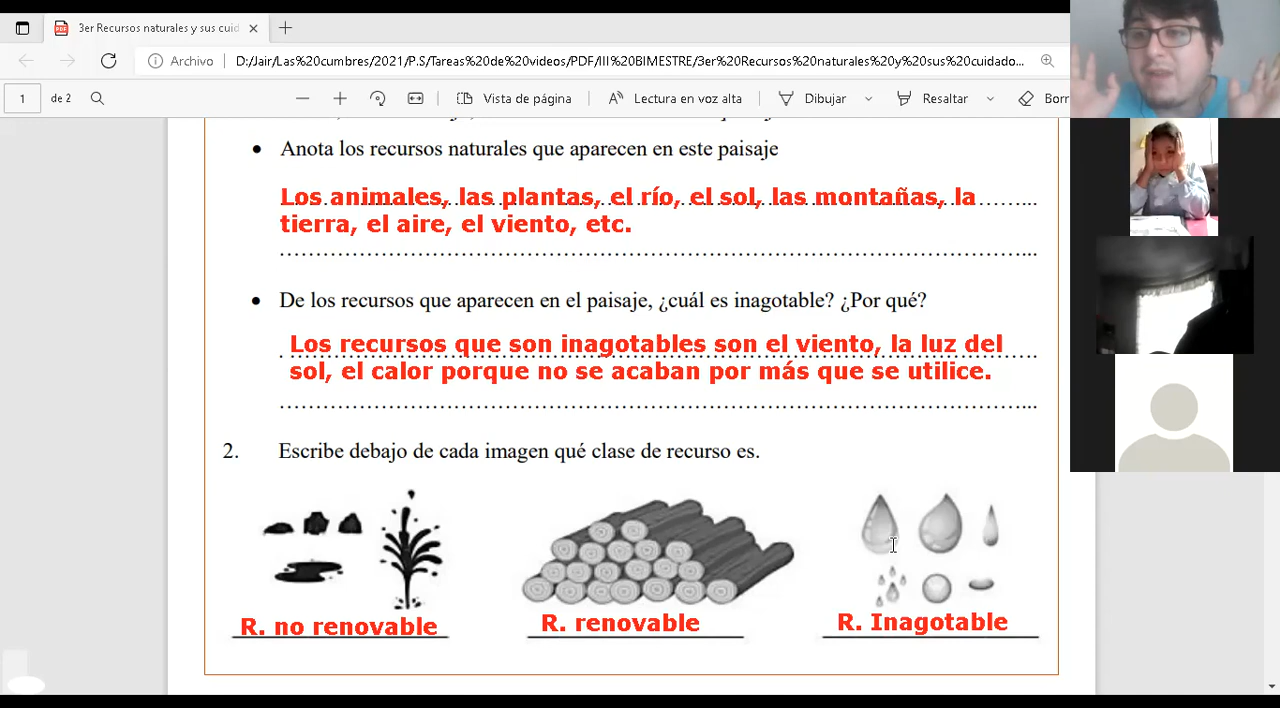 3er Recursos naturales y sus cuid
Archivo
D:/Jair/Las%20cumbres/2021/P.S/Tareas%20de%20videos/PDF/III%20BIMESTRE/3er%20Recursos%20naturales%20y%20sus%20cuidado...
1
de 2
Vista de página
Lectura en voz alta
Dibujar
Resaltar
Borr
Anota los recursos naturales que aparecen en este paisaje
Los animales, las plantas, el río, el sol, las montañas, la
tierra, el aire, el viento, etc.
De los recursos que aparecen en el paisaje, ¿cuál es inagotable? ¿Por qué?
Los recursos que son inagotables son el viento, la luz del
sol, el calor porque no se acaban por más que se utilice.
2. Escribe debajo de cada imagen qué clase de recurso es.
R. no renovable
R. renovable
R. Inagotable